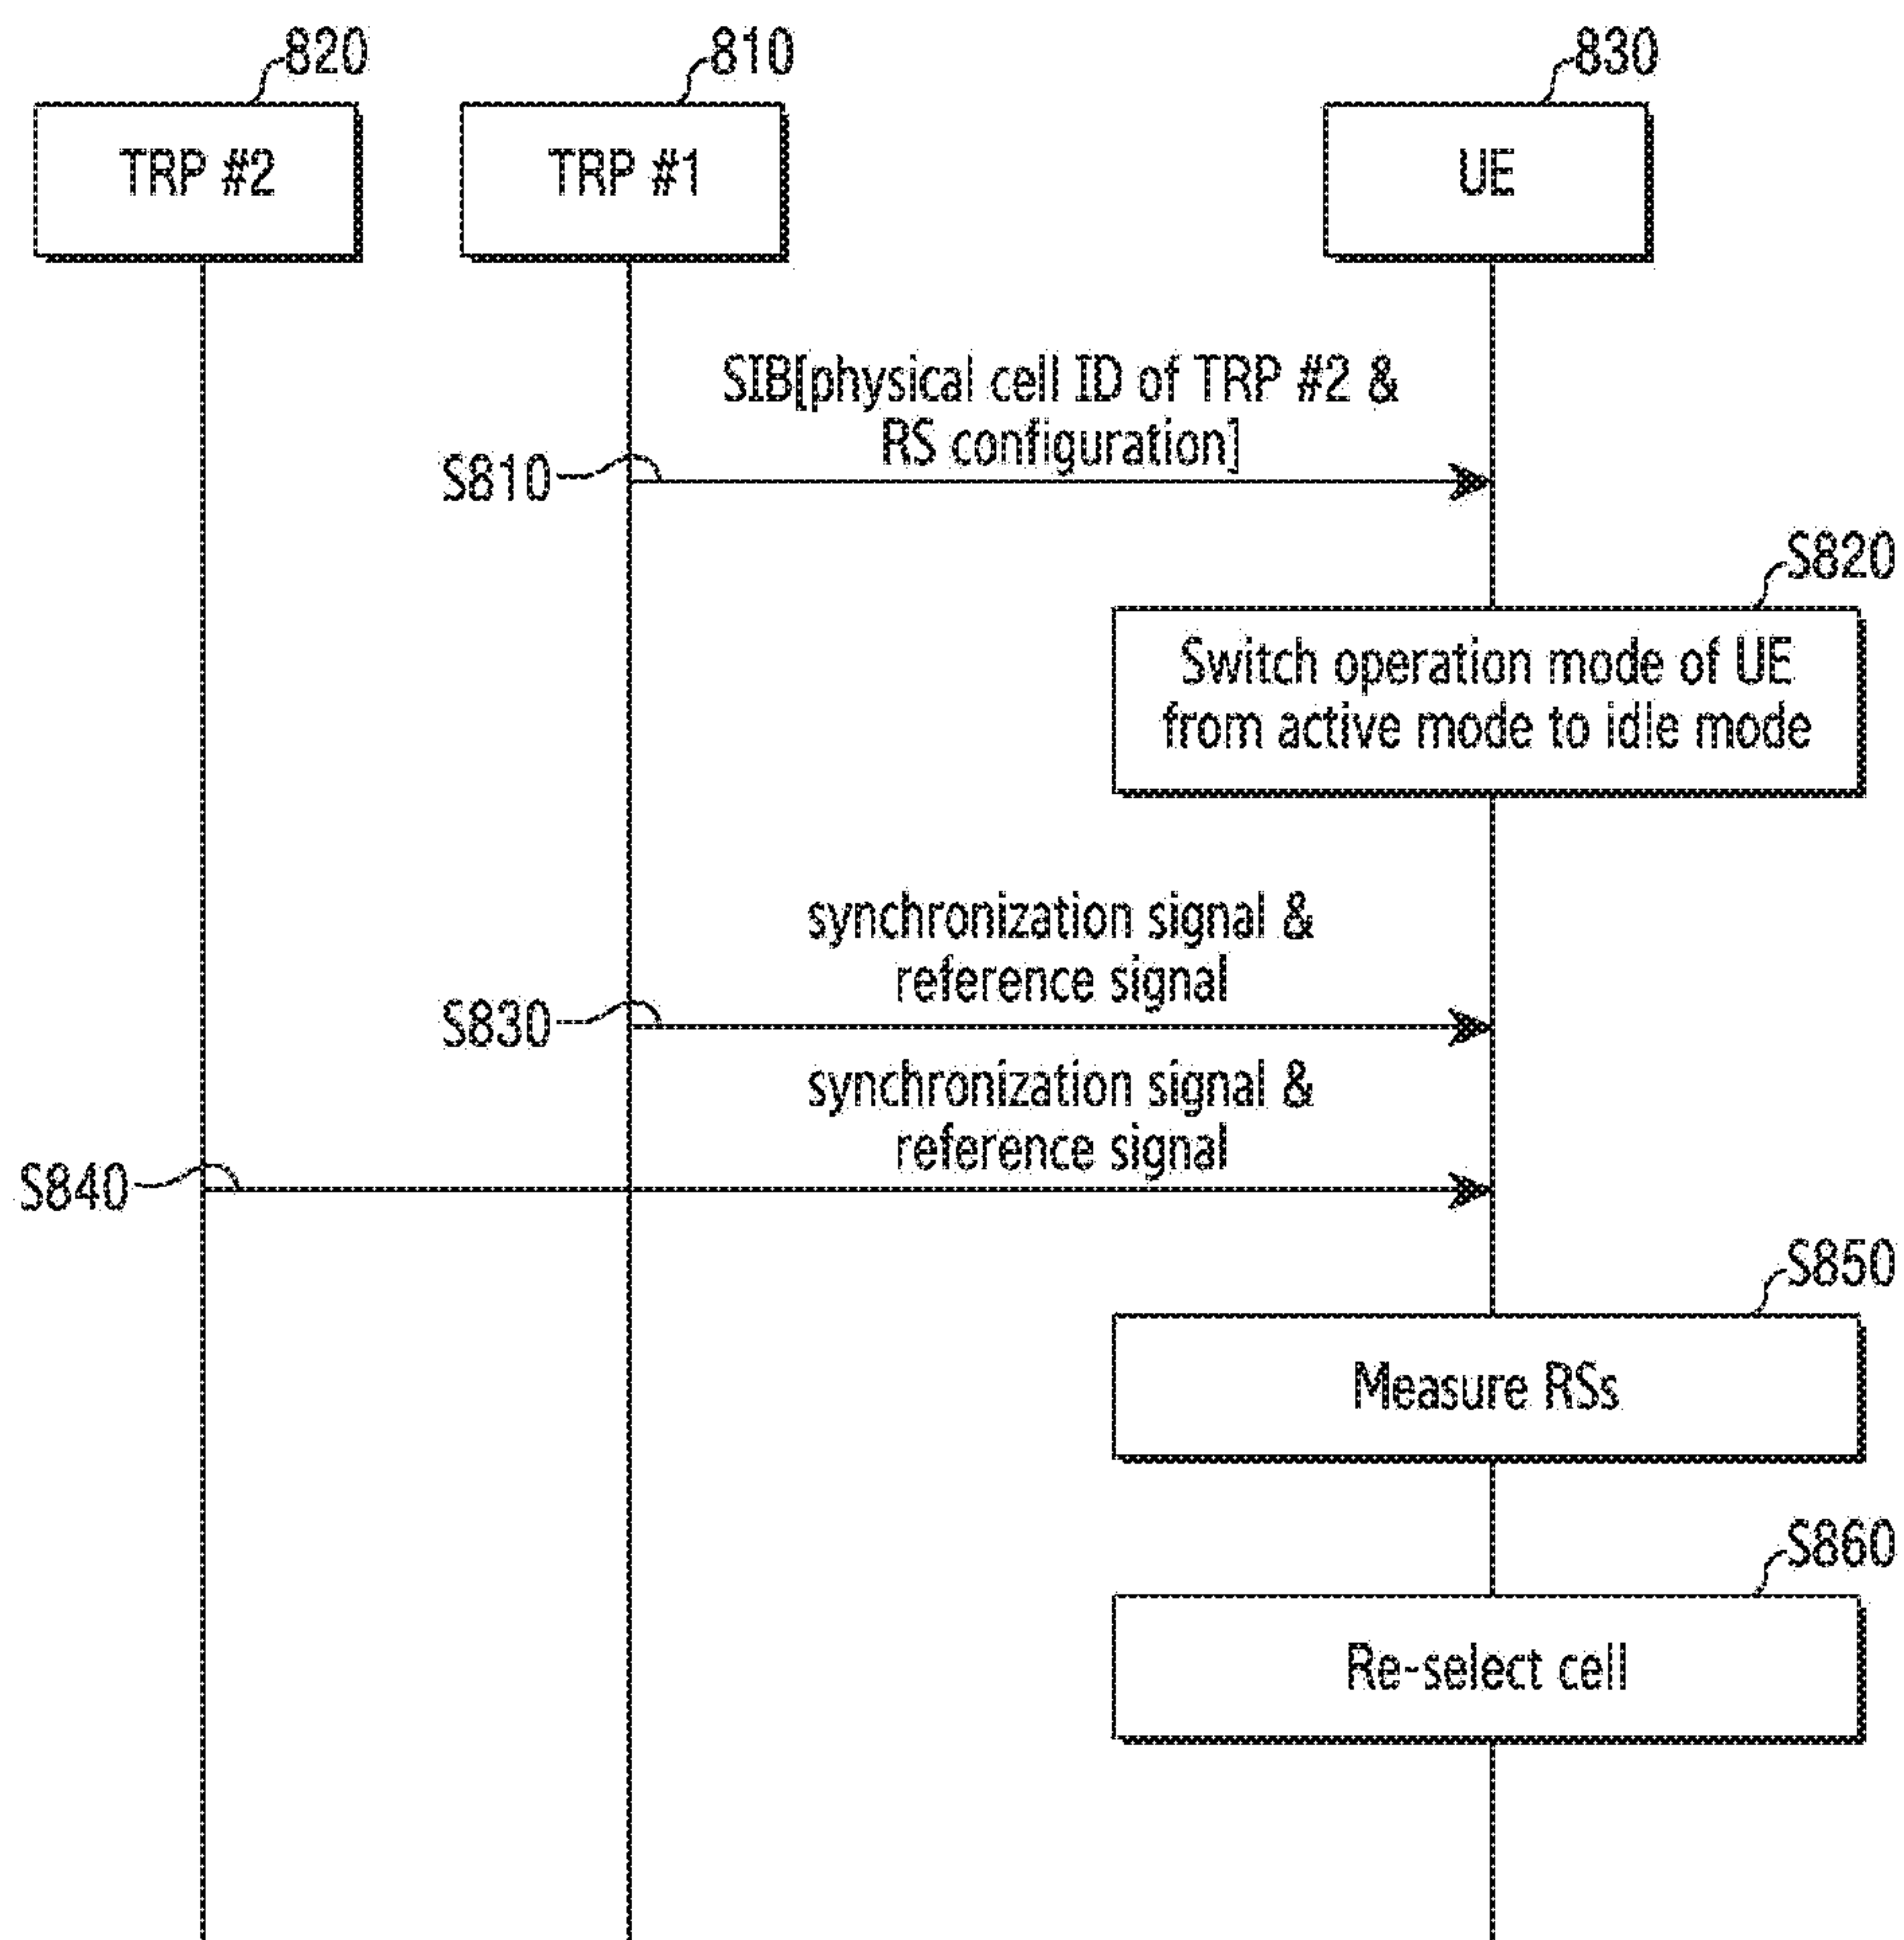 820
810
830
TRP #2
TRP #1
UE
SIB[physical cell ID of TRP #2 &
RS configuration]
S810
S820
Switch operation mode of UE
from active mode to idle mode
synchronization signal &
reference signal
S830
synchronization signal &
reference signal
S840
S850
Measure RSs
S860
Re-select cell